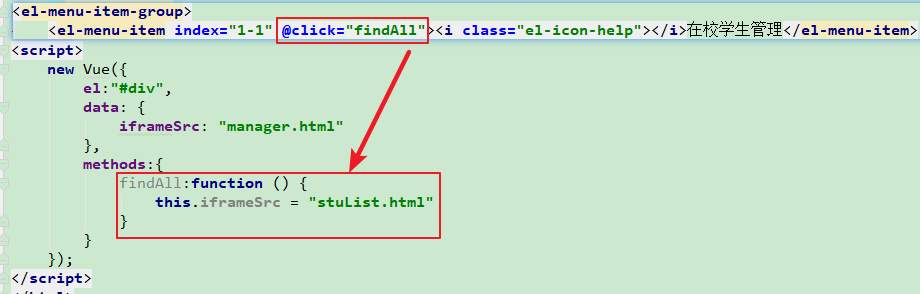 <el-menu-item-group>
<el-menu-item index="1-1" @click="findAll"><i class="el-icon-help"></i>在校学生管理</el-menu-item>
<script>
new Vue({
el:"#div",
data: {
iframeSrc: "manager.html"
},
methods:{
findAll:function () {
this.iframeSrc = "stuList.html"
}
}
});
</script>